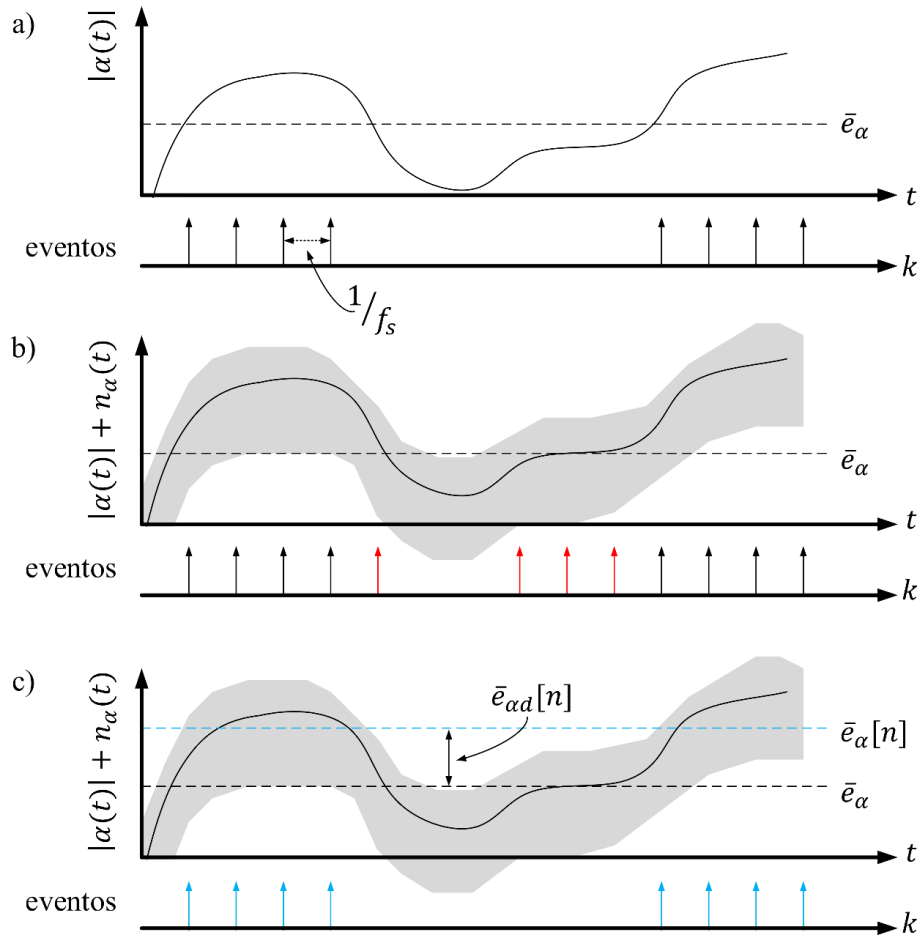 a)
|α(t)|
ē_α
t
eventos
k
1/f_s
b)
|α(t)| + n_α(t)
ē_α
t
eventos
k
c)
|α(t)| + n_α(t)
ē_αd[n]
ē_α[n]
ē_α
t
eventos
k